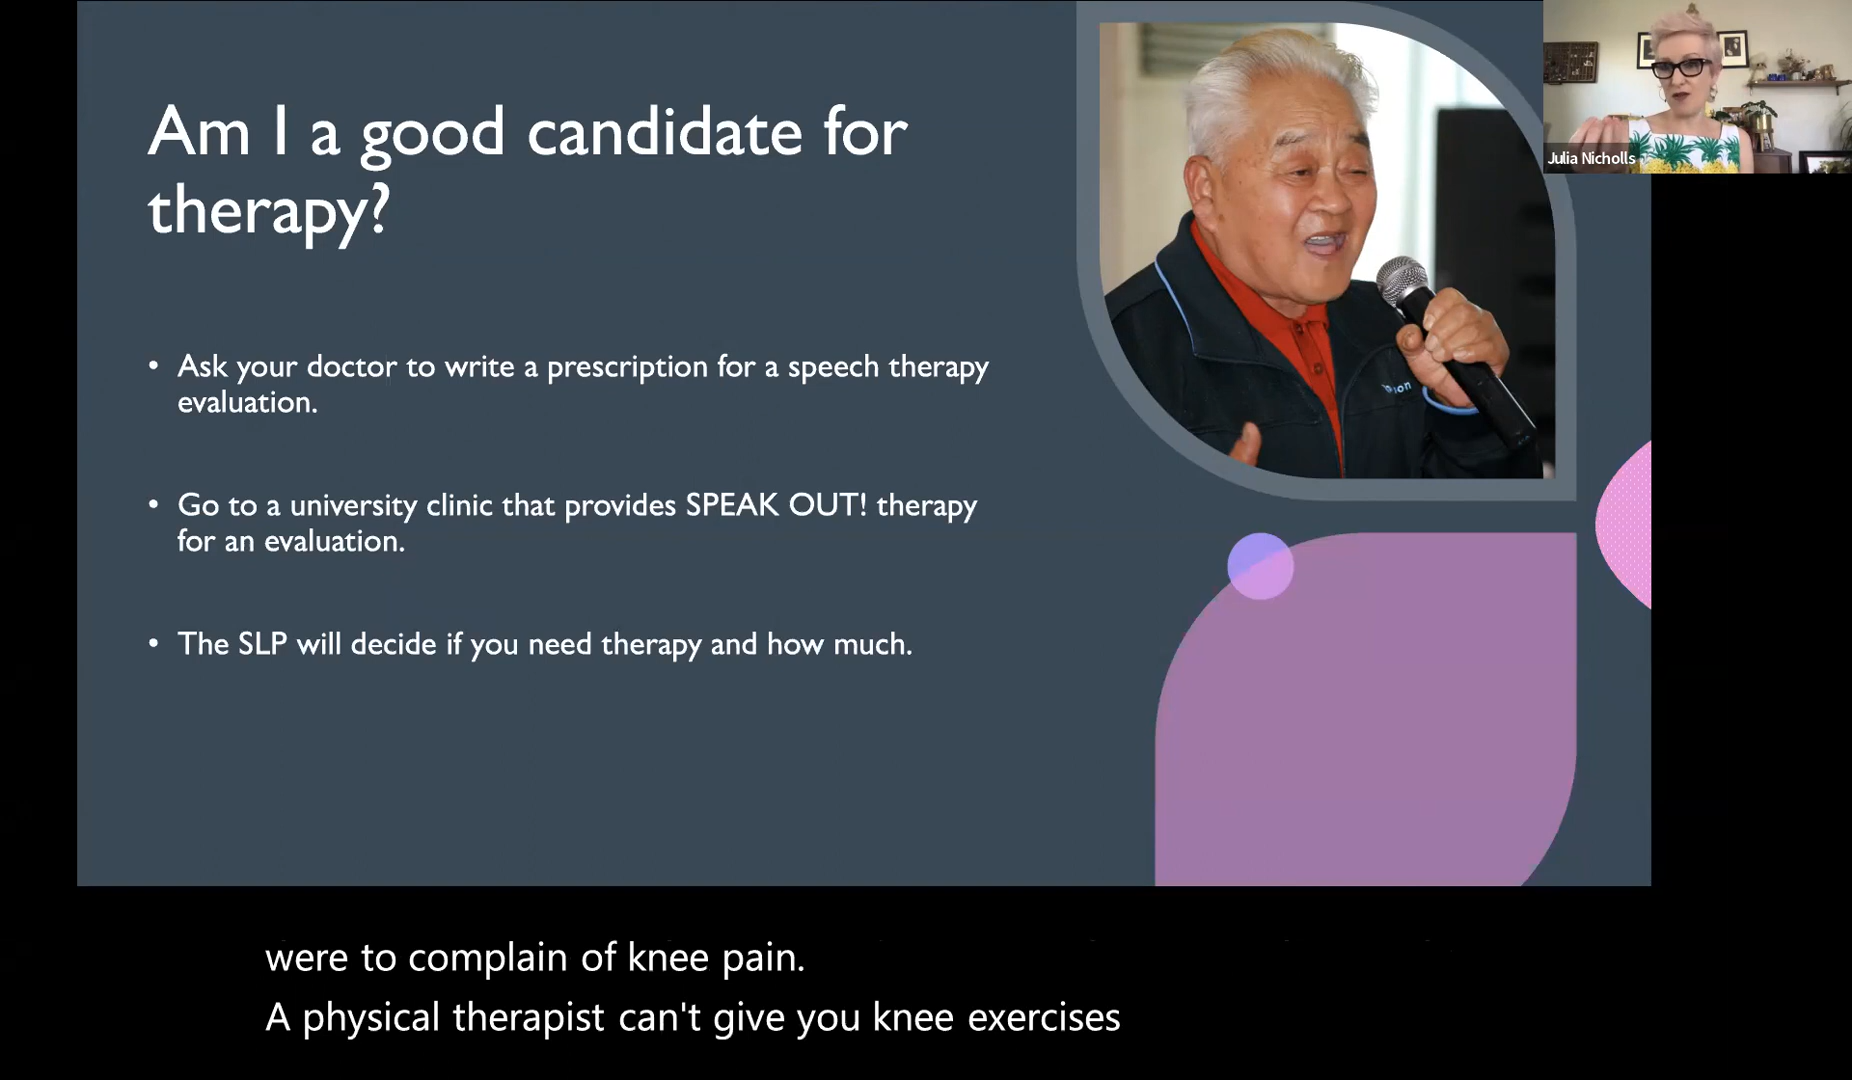 Am I a good candidate for
therapy?
• Ask your doctor to write a prescription for a speech therapy
evaluation.
• Go to a university clinic that provides SPEAK OUT! therapy
for an evaluation.
• The SLP will decide if you need therapy and how much.
Julia Nicholls
were to complain of knee pain.
A physical therapist can't give you knee exercises